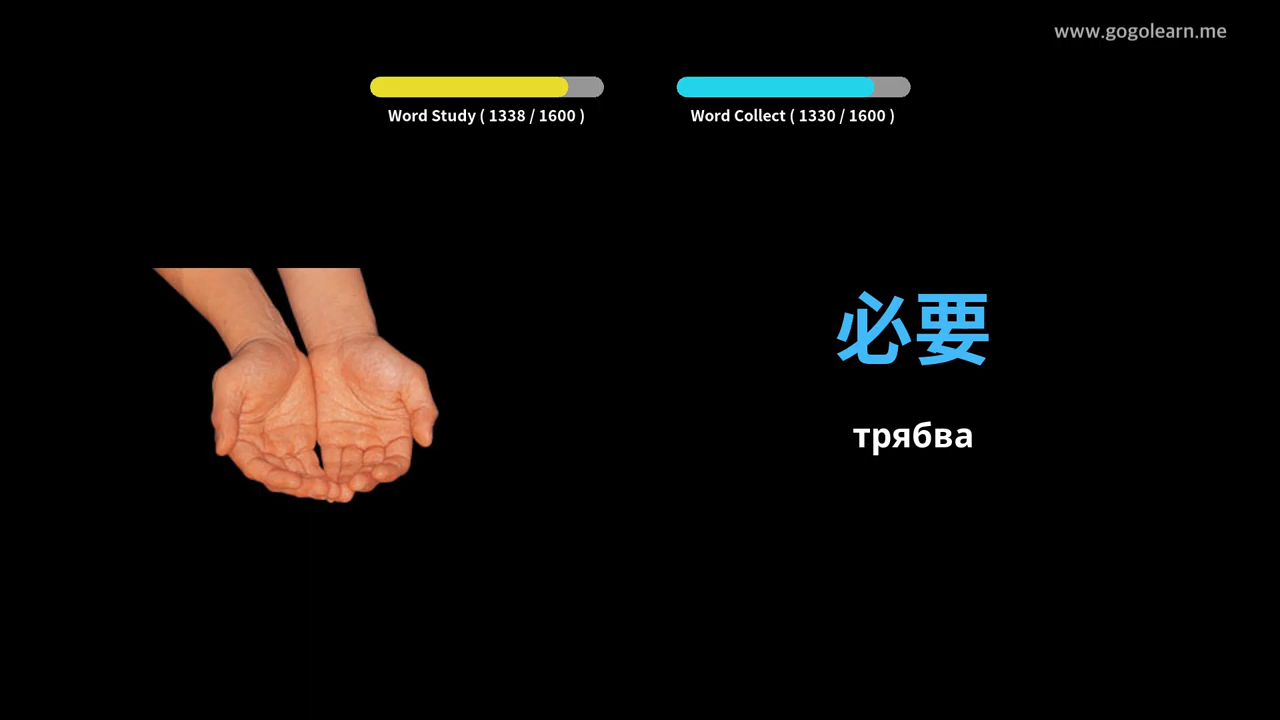 www.gogolearn.me
Word Study ( 1338 / 1600 )
Word Collect ( 1330 / 1600 )
必要
трябва